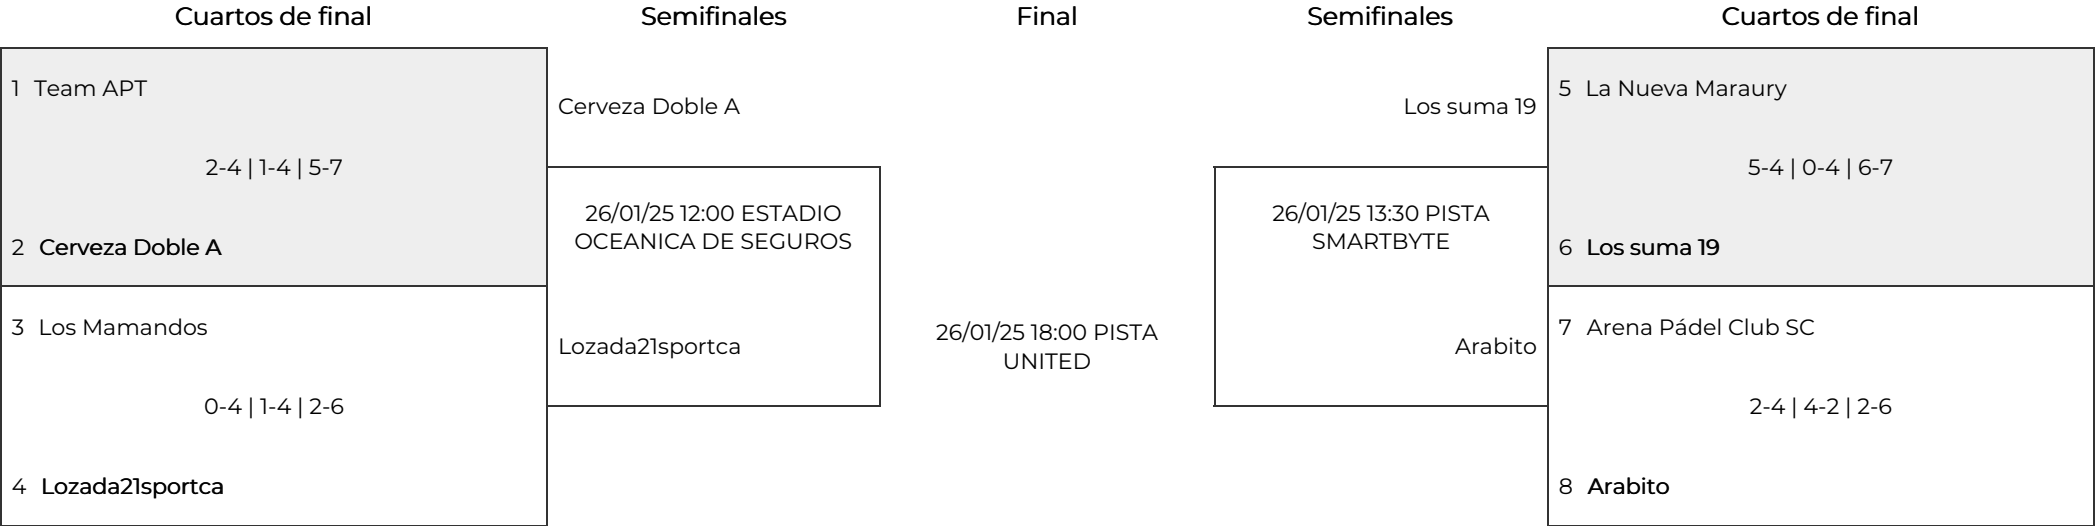 Cuartos de final
Semifinales
Final
Semifinales
Cuartos de final
1 Team APT
2-4 | 1-4 | 5-7
2 Cerveza Doble A
3 Los Mamandos
0-4 | 1-4 | 2-6
4 Lozada21sportca
Cerveza Doble A
26/01/25 12:00 ESTADIO
OCEANICA DE SEGUROS
Lozada21sportca
26/01/25 18:00 PISTA
UNITED
Los suma 19
26/01/25 13:30 PISTA
SMARTBYTE
Arabito
5 La Nueva Maraury
5-4 | 0-4 | 6-7
6 Los suma 19
7 Arena Pádel Club SC
2-4 | 4-2 | 2-6
8 Arabito